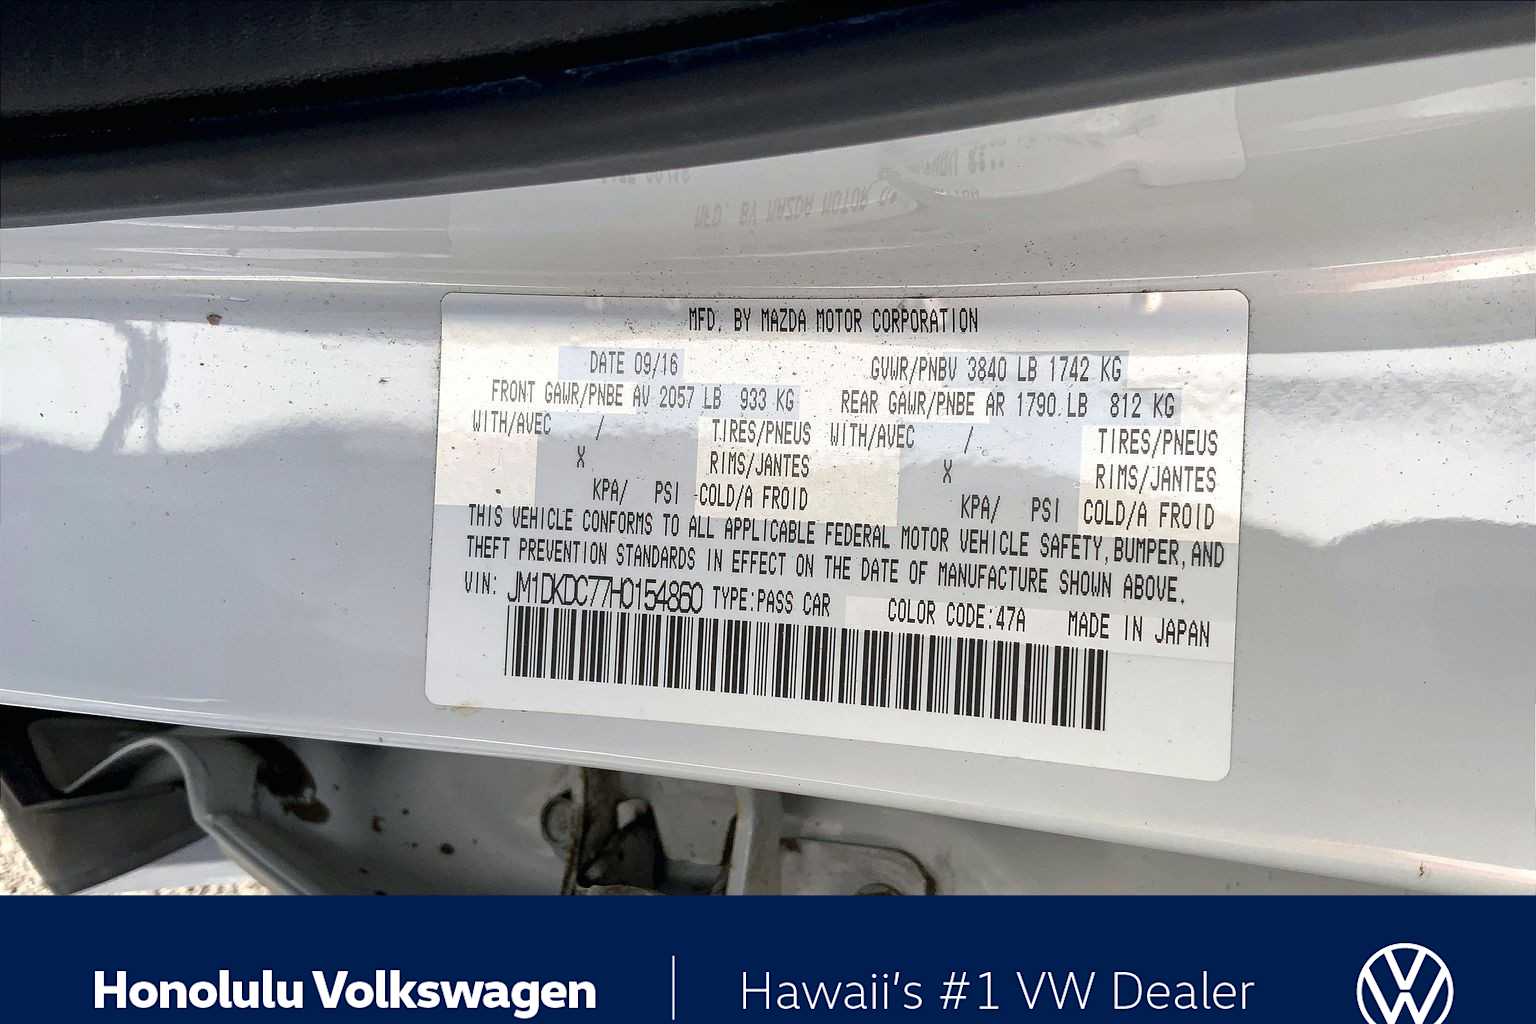 MFD. BY MAZDA MOTOR CORPORATION
DATE 09/16 GVWR/PNBV 3840 LB 1742 KG
FRONT GAWR/PNBE AV 2057 LB 933 KG REAR GAWR/PNBE AR 1790 LB 812 KG
WITH/AVEC / TIRES/PNEUS WITH/AVEC / TIRES/PNEUS
X RIMS/JANTES X RIMS/JANTES
KPA/ PSI COLD/A FROID KPA/ PSI COLD/A FROID
THIS VEHICLE CONFORMS TO ALL APPLICABLE FEDERAL MOTOR VEHICLE SAFETY, BUMPER, AND
THEFT PREVENTION STANDARDS IN EFFECT ON THE DATE OF MANUFACTURE SHOWN ABOVE.
VIN: JM1DKDC77H0154860 TYPE:PASS CAR COLOR CODE:47A MADE IN JAPAN
Honolulu Volkswagen | Hawaii's #1 VW Dealer